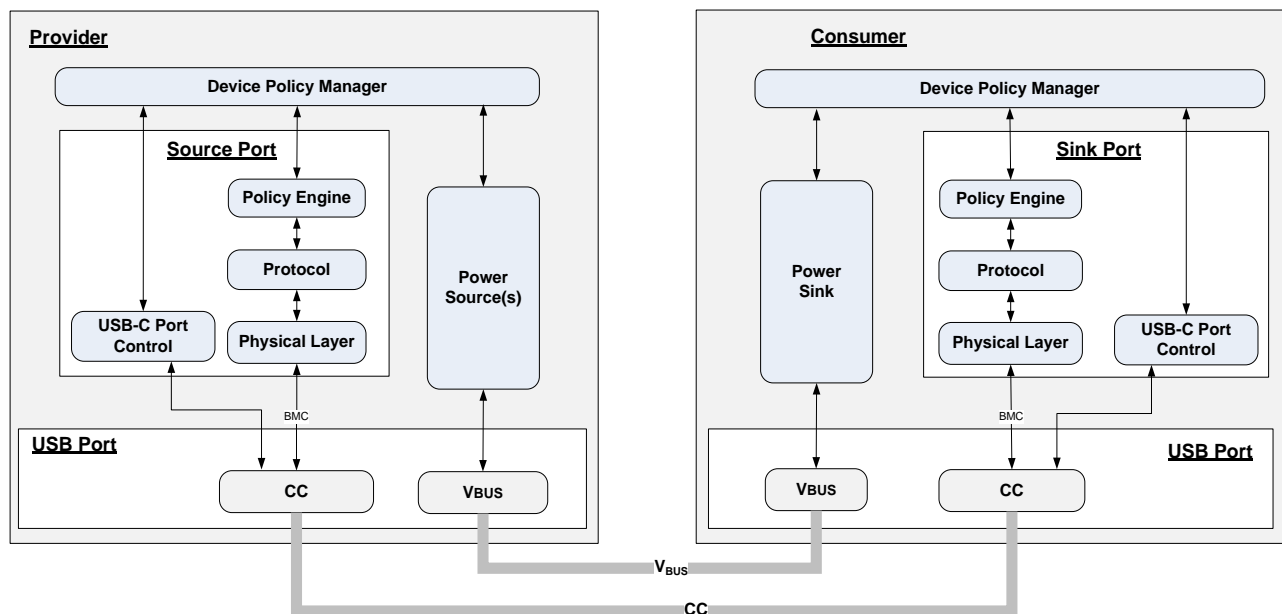 Provider
Device Policy Manager
Source Port
Policy Engine
Protocol
Physical Layer
USB-C Port
Control
Power
Source(s)
BMC
USB Port
CC
VBUS
Consumer
Device Policy Manager
Sink Port
Policy Engine
Protocol
Physical Layer
USB-C Port
Control
Power
Sink
BMC
USB Port
VBUS
CC
VBUS
CC